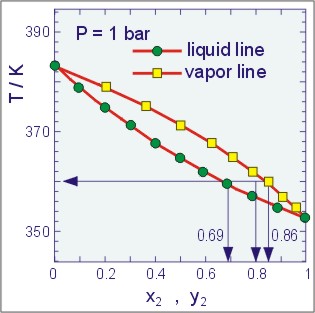 P = 1 bar
liquid line
vapor line
T / K
390
370
350
0.69
0.86
0
0.2
0.4
0.6
0.8
1
x₂ , y₂